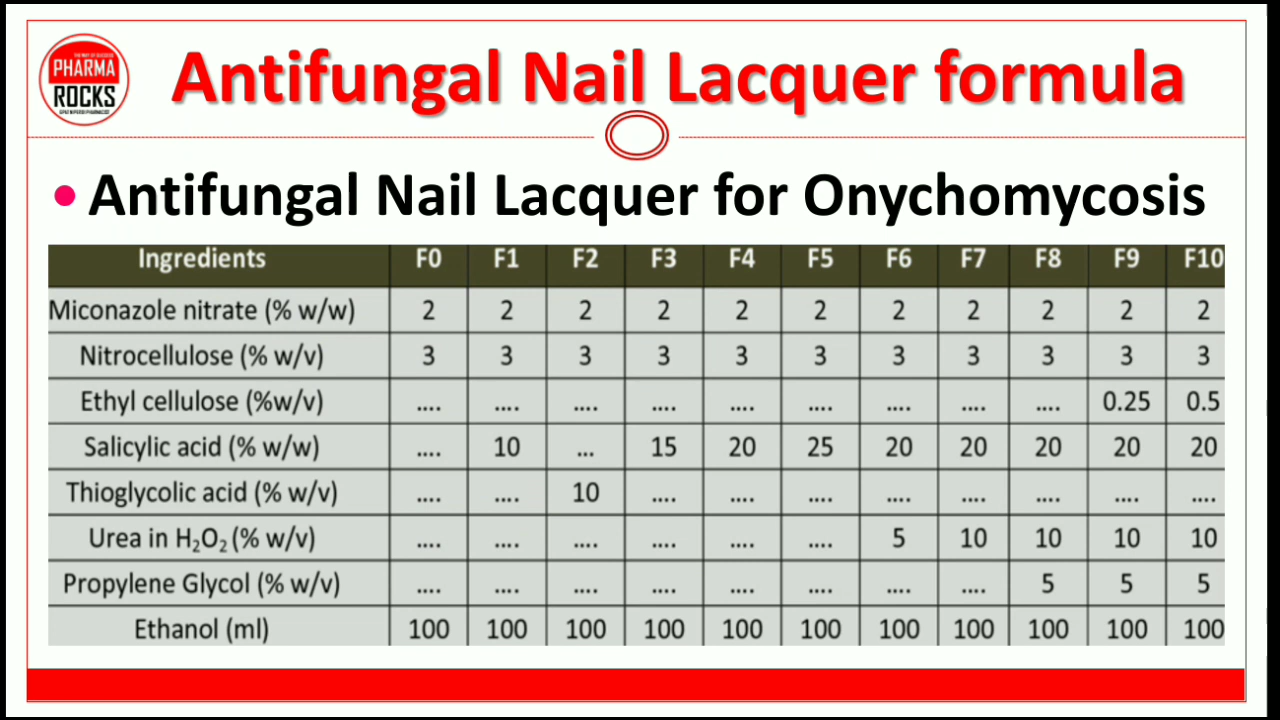 THE WAY OF SUCCESS
PHARMA
ROCKS
Antifungal Nail Lacquer formula
• Antifungal Nail Lacquer for Onychomycosis
Ingredients F0 F1 F2 F3 F4 F5 F6 F7 F8 F9 F10
Miconazole nitrate (% w/w) 2 2 2 2 2 2 2 2 2 2 2
Nitrocellulose (% w/v) 3 3 3 3 3 3 3 3 3 3 3
Ethyl cellulose (%w/v) .... .... .... .... .... .... .... .... .... 0.25 0.5
Salicylic acid (% w/w) .... 10 ... 15 20 25 20 20 20 20 20
Thioglycolic acid (% w/v) .... .... 10 .... .... .... .... .... .... .... ....
Urea in H₂O₂ (% w/v) .... .... .... .... .... .... 5 10 10 10 10
Propylene Glycol (% w/v) .... .... .... .... .... .... .... .... 5 5 5
Ethanol (ml) 100 100 100 100 100 100 100 100 100 100 100